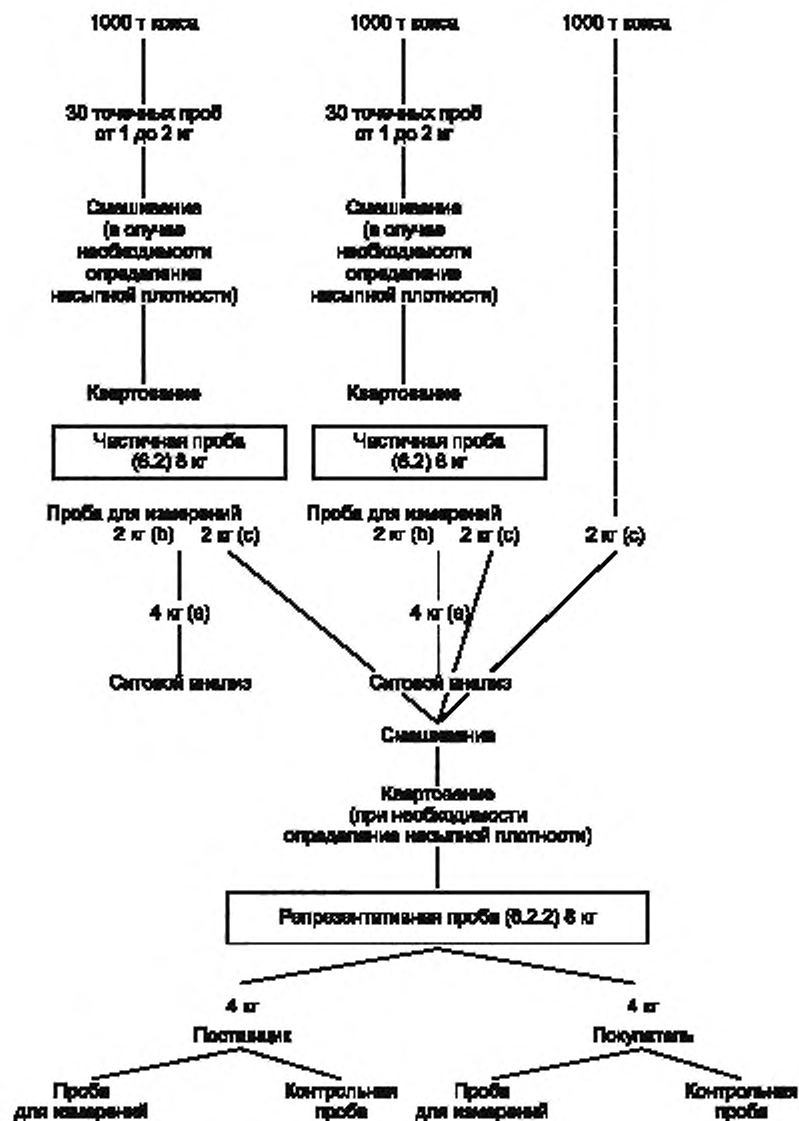 1000 т кокса
1000 т кокса
1000 т кокса
30 точечных проб
от 1 до 2 кг
30 точечных проб
от 1 до 2 кг
Смешивание
(в случае
необходимости
определение
насыпной плотности)
Смешивание
(в случае
необходимости
определение
насыпной плотности)
Квартование
Квартование
Частичная проба
(6.2) 8 кг
Частичная проба
(6.2) 8 кг
Проба для измерений
2 кг (b) 2 кг (c)
Проба для измерений
2 кг (b) 2 кг (c)
2 кг (c)
4 кг (a)
4 кг (a)
Ситовой анализ
Ситовой анализ
Смешивание
Квартование
(при необходимости
определение насыпной плотности)
Репрезентативная проба (6.2.2) 8 кг
4 кг
Поставщик
4 кг
Покупатель
Проба
для измерений
Контрольная
проба
Проба
для измерений
Контрольная
проба